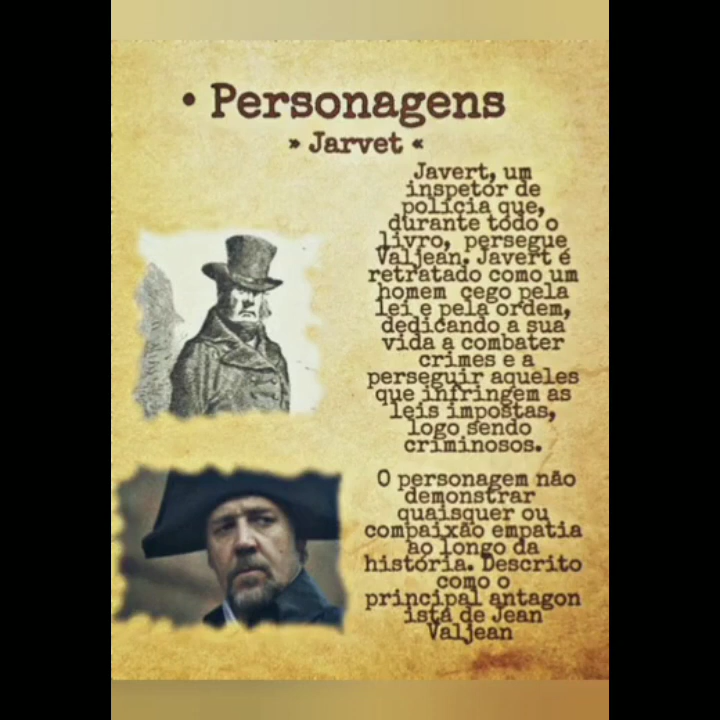 • Personagens
» Jarvet «
Javert, um
inspetor de
polícia que,
durante todo o
livro, persegue
Valjean. Javert é
retratado como um
homem cego pela
lei e pela ordem,
dedicando a sua
vida a combater
crimes e a
perseguir aqueles
que infringem as
leis impostas,
logo sendo
criminosos.
O personagem não
demonstrar
quaisquer ou
compaixão empatia
ao longo da
história. Descrito
como o
principal antagon
ista de Jean
Valjean